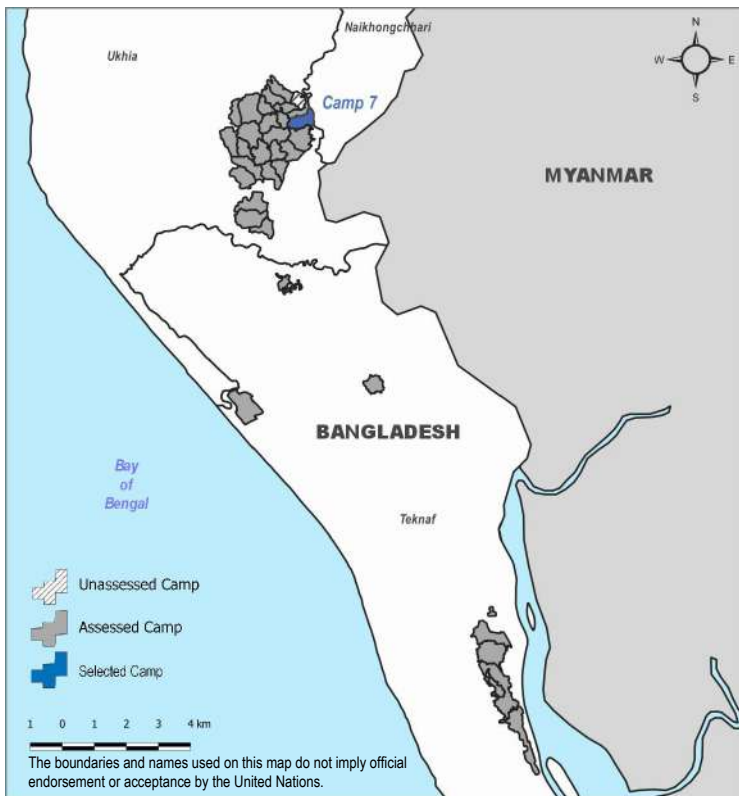 Naikhongchhari
N
Ukhia
W
E
S
Camp 7
MYANMAR
BANGLADESH
Bay
of
Bengal
Teknaf
Unassessed Camp
Assessed Camp
Selected Camp
1 0 1 2 3 4 km
The boundaries and names used on this map do not imply official
endorsement or acceptance by the United Nations.